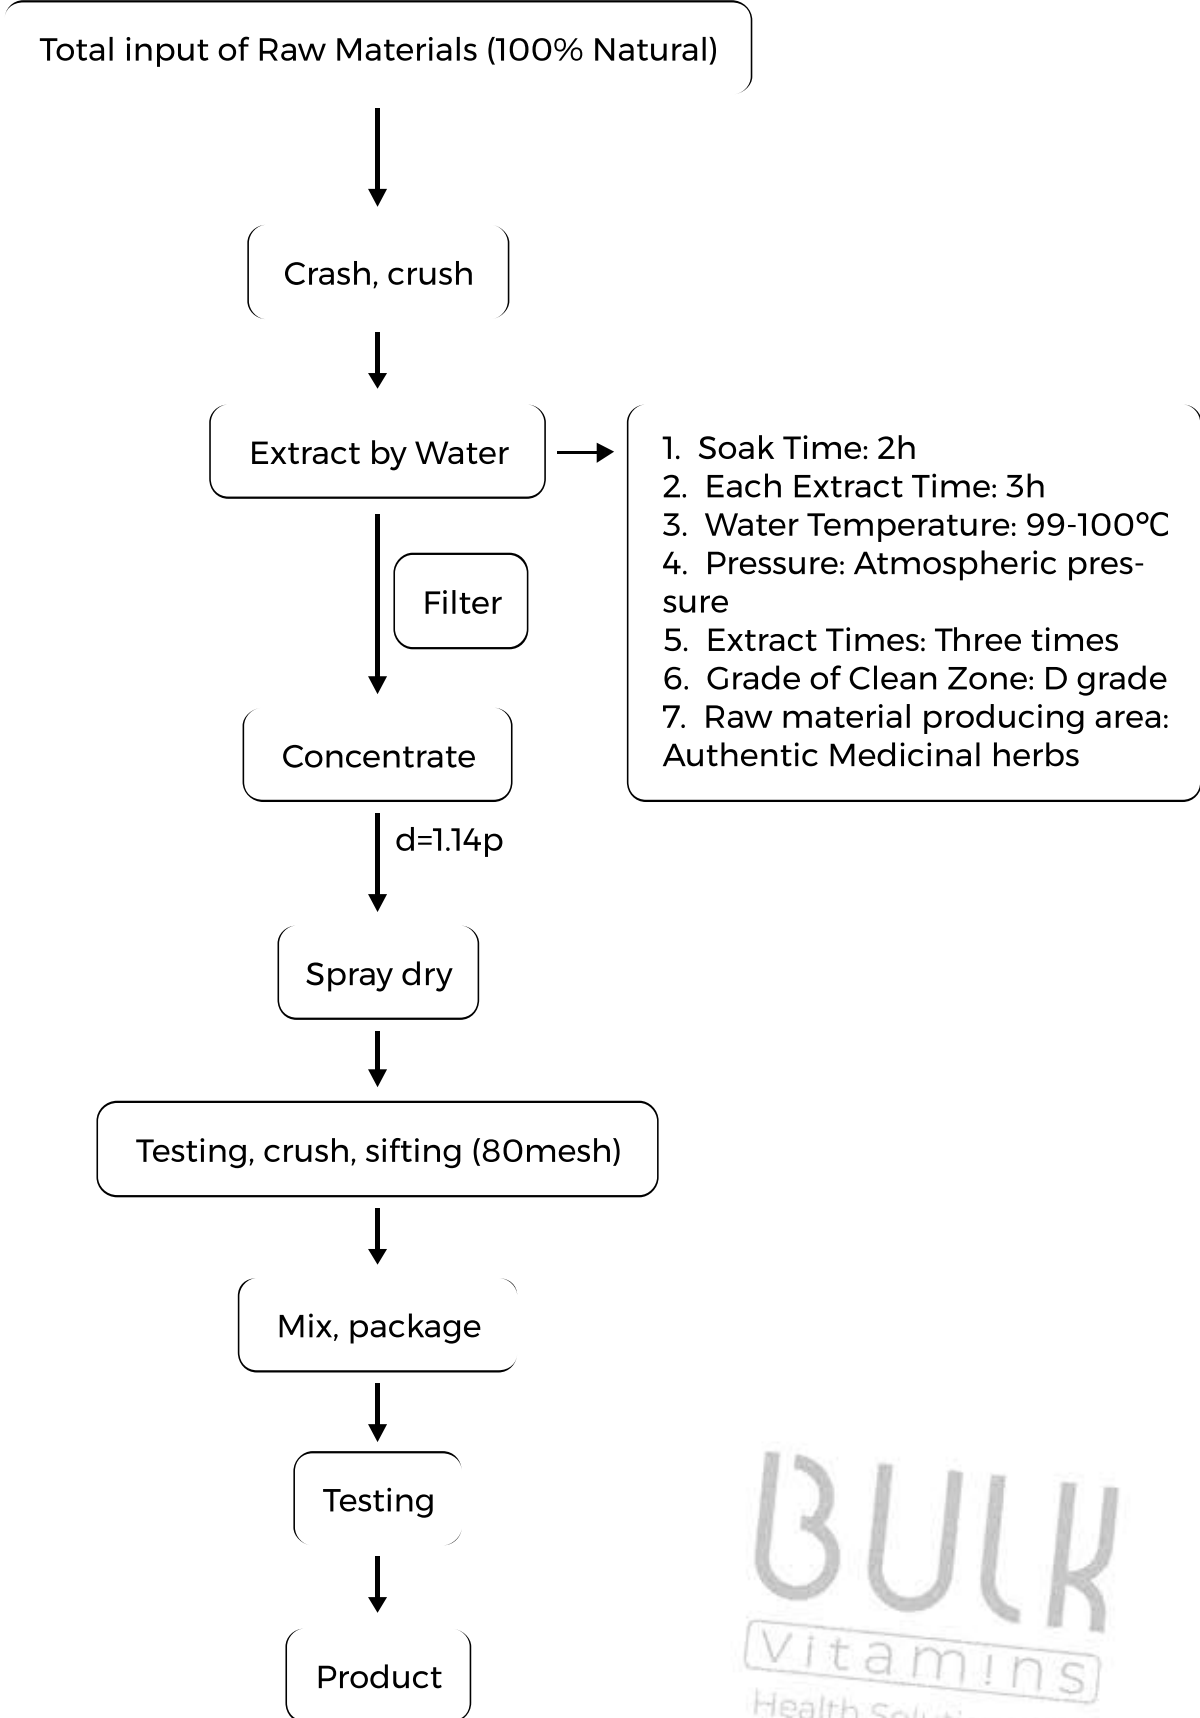 Total input of Raw Materials (100% Natural)
Crash, crush
Extract by Water
1. Soak Time: 2h
2. Each Extract Time: 3h
3. Water Temperature: 99-100℃
4. Pressure: Atmospheric pres-
sure
5. Extract Times: Three times
6. Grade of Clean Zone: D grade
7. Raw material producing area:
Authentic Medicinal herbs
Filter
Concentrate
d=1.14p
Spray dry
Testing, crush, sifting (80mesh)
Mix, package
Testing
Product
BULK
Vitamins
Health